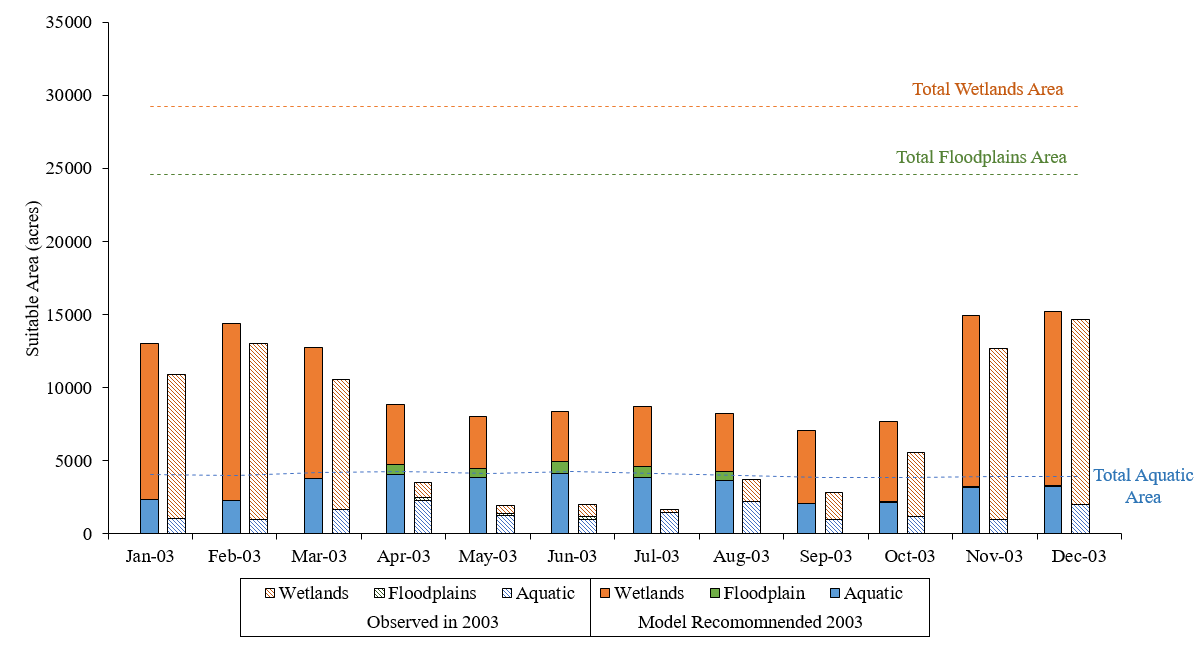 35000
30000
25000
20000
15000
10000
5000
0
Suitable Area (acres)
Total Wetlands Area
Total Floodplains Area
Total Aquatic
Area
Jan-03 Feb-03 Mar-03 Apr-03 May-03 Jun-03 Jul-03 Aug-03 Sep-03 Oct-03 Nov-03 Dec-03
Wetlands Floodplains Aquatic Wetlands Floodplain Aquatic
Observed in 2003 Model Recomomnended 2003